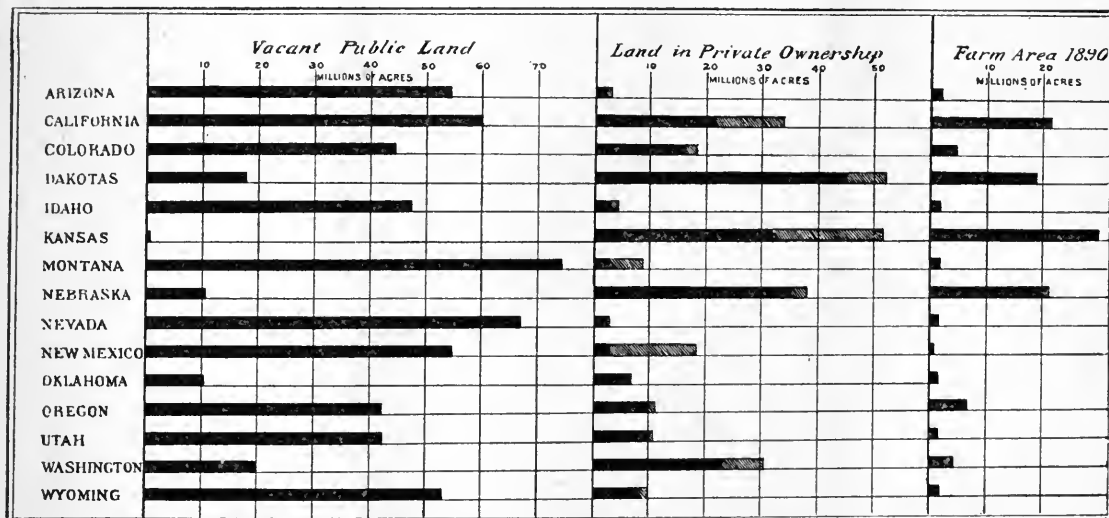 Vacant Public Land
10 20 30 40 50 60 70
MILLIONS OF ACRES
Land in Private Ownership
10 20 30 40 50
MILLIONS OF ACRES
Farm Area 1890
10 20
MILLIONS OF ACRES
ARIZONA
CALIFORNIA
COLORADO
DAKOTAS
IDAHO
KANSAS
MONTANA
NEBRASKA
NEVADA
NEW MEXICO
OKLAHOMA
OREGON
UTAH
WASHINGTON
WYOMING